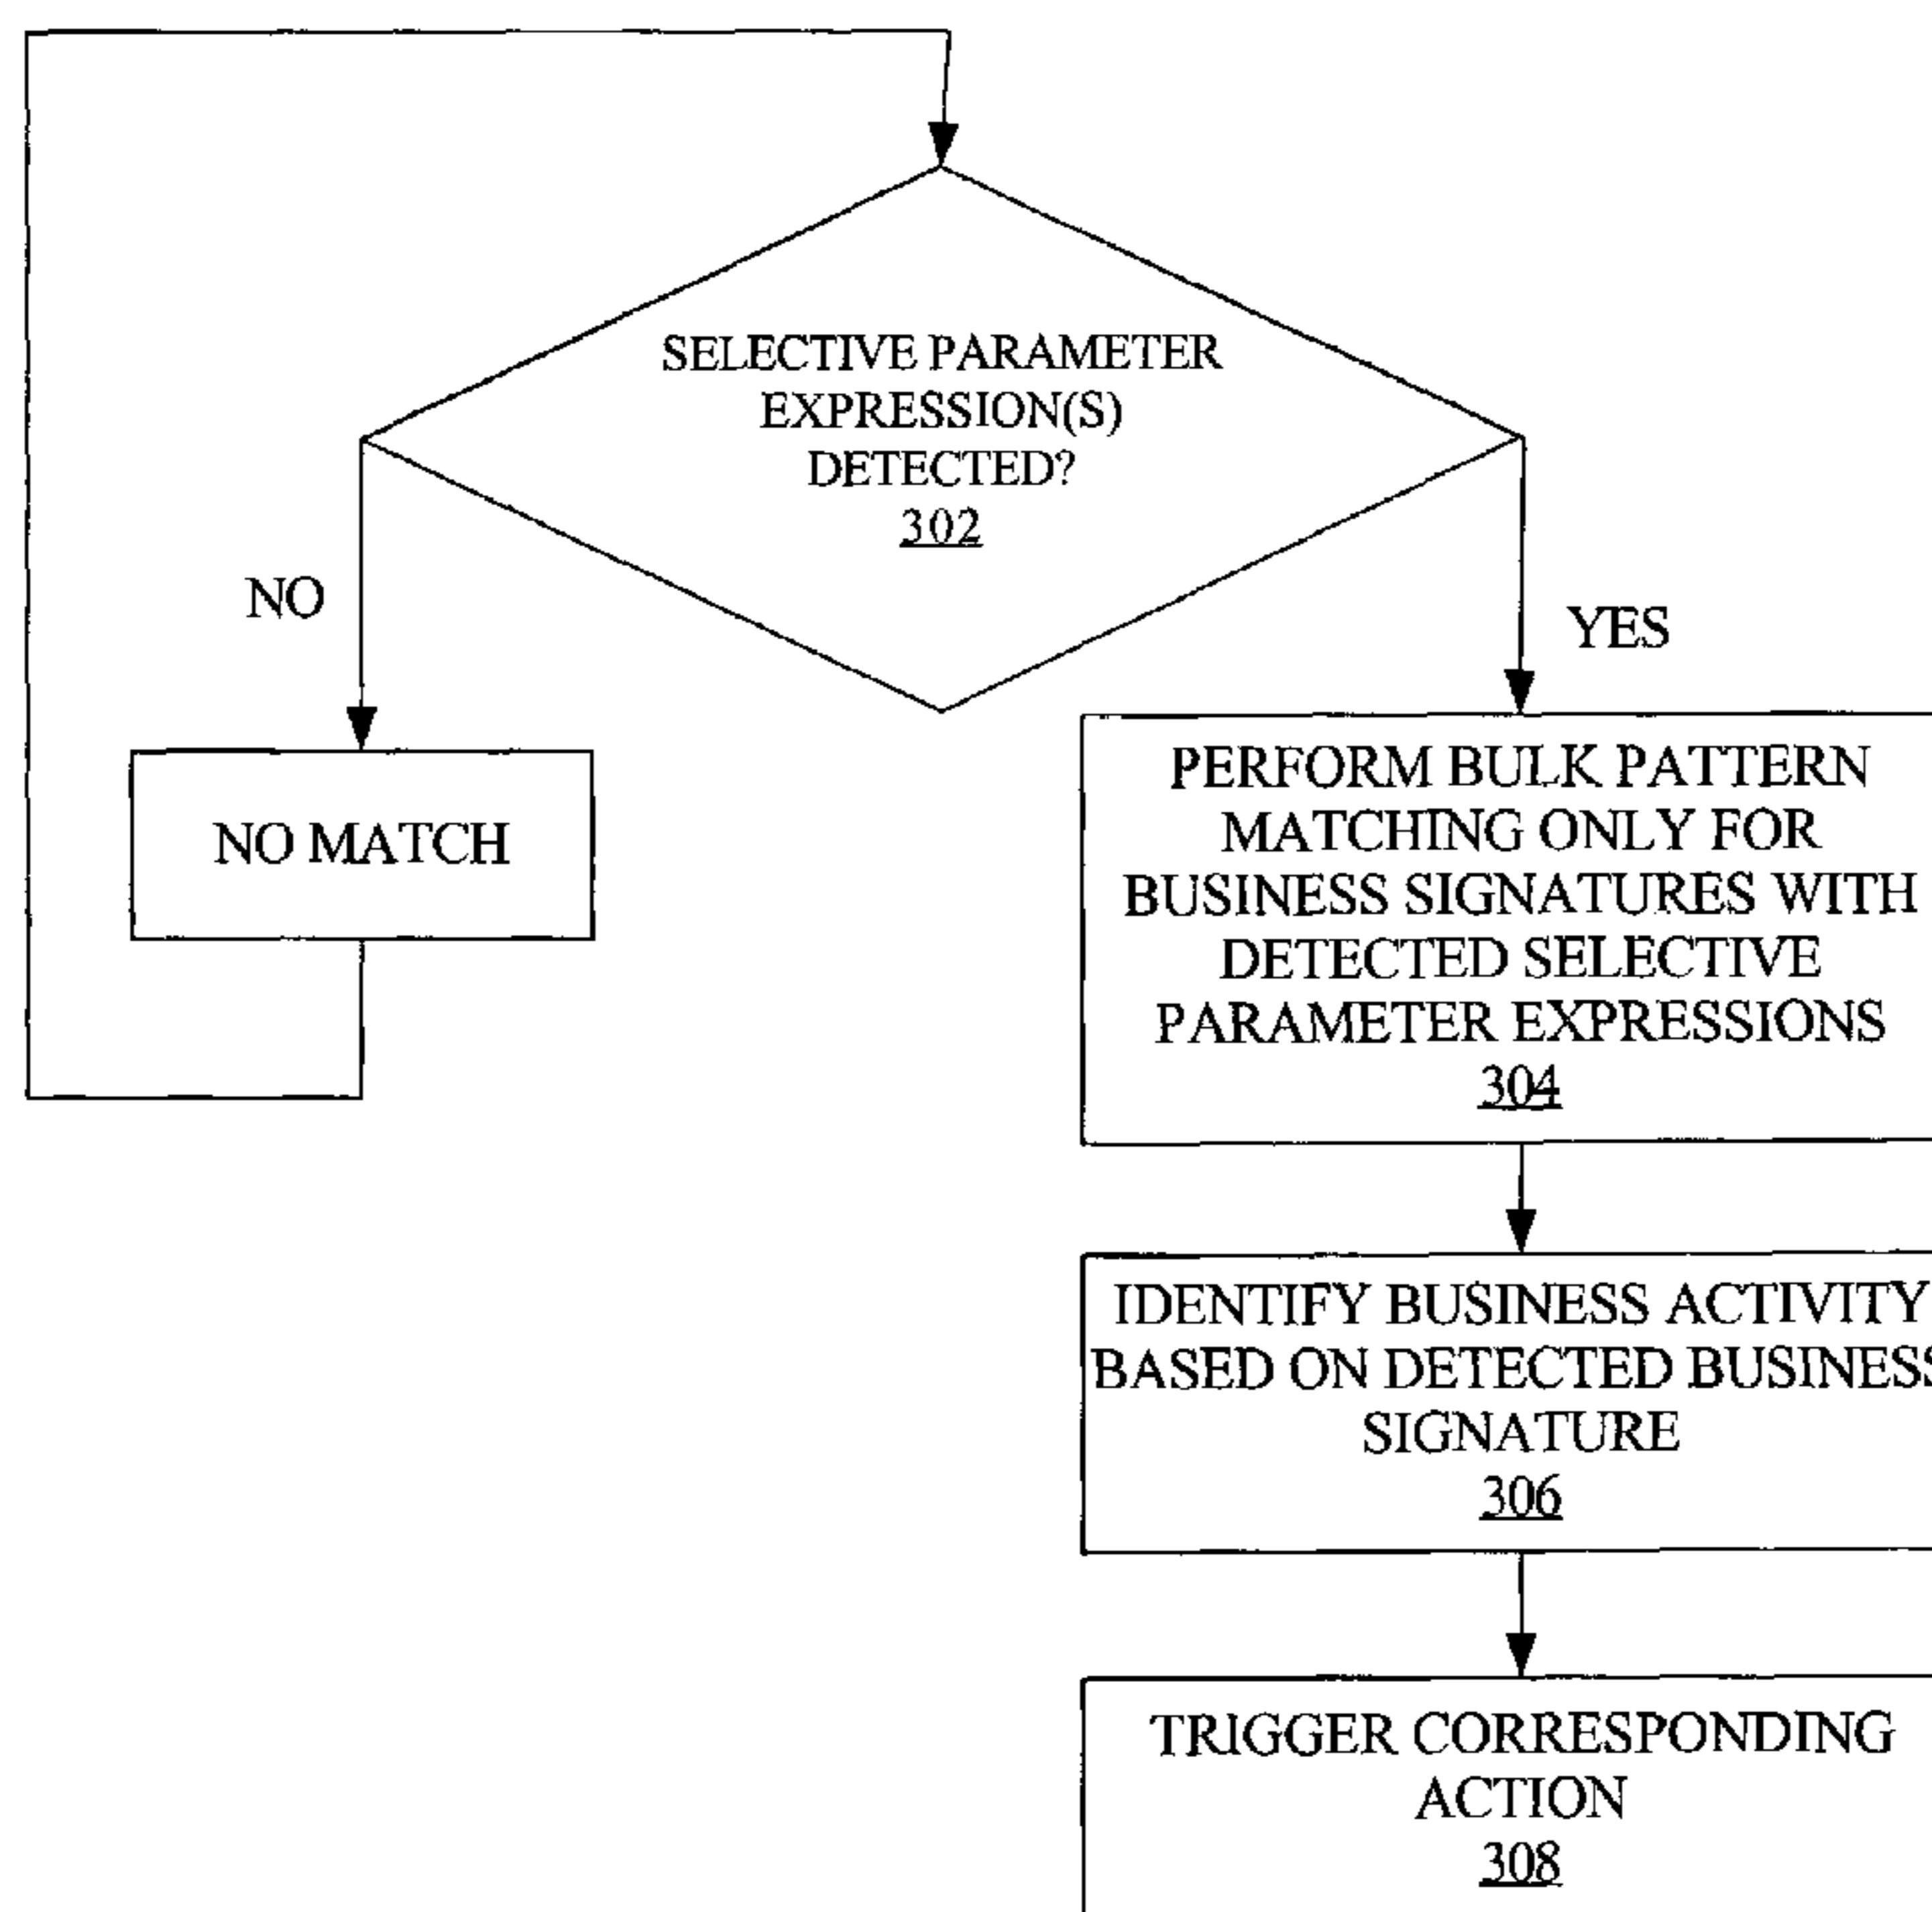 SELECTIVE PARAMETER
EXPRESSION(S)
DETECTED?
302
NO
YES
NO MATCH
PERFORM BULK PATTERN
MATCHING ONLY FOR
BUSINESS SIGNATURES WITH
DETECTED SELECTIVE
PARAMETER EXPRESSIONS
304
IDENTIFY BUSINESS ACTIVITY
BASED ON DETECTED BUSINESS
SIGNATURE
306
TRIGGER CORRESPONDING
ACTION
308